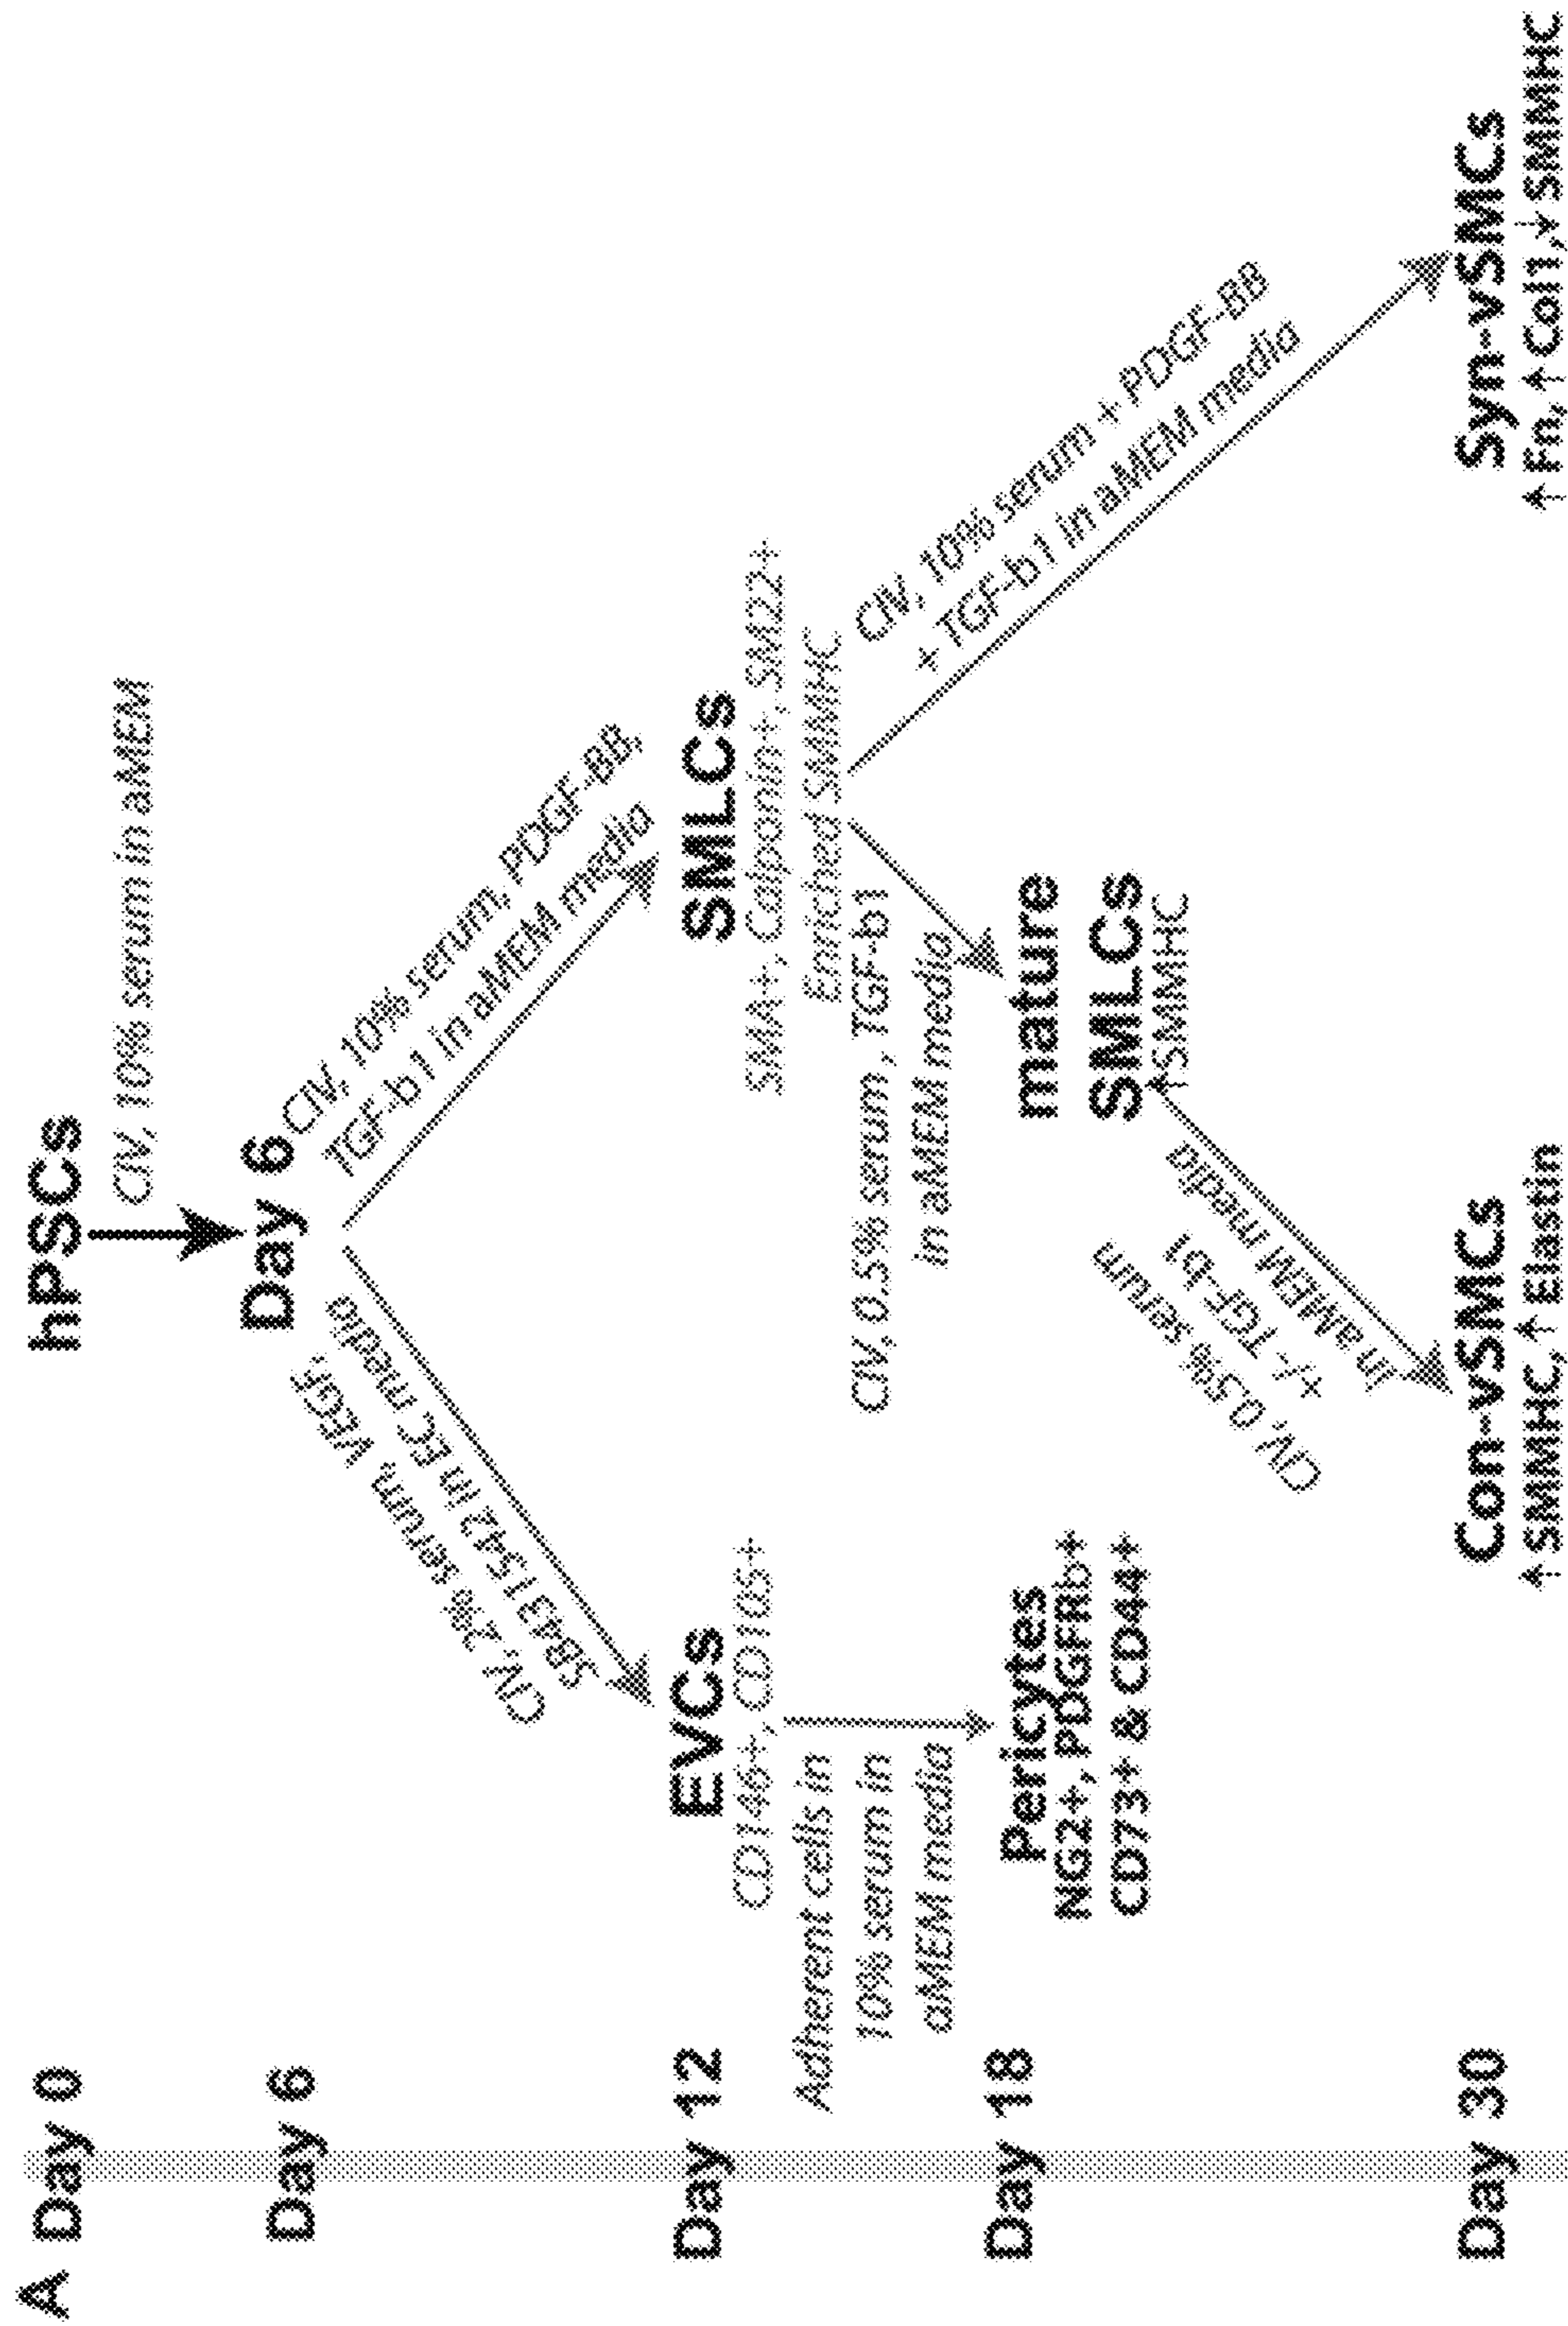 A
Day 0
hPSCs
CIV, 10% serum in aMEM
Day 6
Day 6
CIV, 2% serum, VEGF,
SB431542 in EC media
CIV, 10% serum, PDGF-BB,
TGF-b1 in aMEM media
Day 12
EVCs
CD146+, CD105+
SMLCs
SMA+, Calponin+, SM22+
Enriched SMMHC
Adherent cells in
10% serum in
aMEM media
CIV, 0.5% serum, TGF-b1
in aMEM media
CIV, 10% serum + PDGF-BB
+ TGF-b1 in aMEM media
Day 18
Pericytes
NG2+, PDGFRb+
CD73+ & CD44+
mature
SMLCs
↑SMMHC
CIV, 0.5% serum
+/- TGF-b1
in aMEM media
Day 30
Con-vSMCs
↑ SMMHC, ↑ Elastin
Syn-vSMCs
↑ Fn, ↑ Col1, ↓ SMMHC